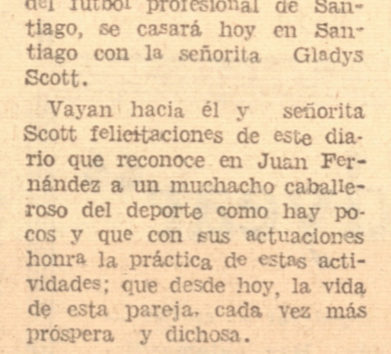 del fútbol profesional de San-
tiago, se casará hoy en San-
tiago con la señorita Gladys
Scott.
Vayan hacia él y señorita
Scott felicitaciones de este dia-
rio que reconoce en Juan Fer-
nández a un muchacho caballe-
roso del deporte como hay po-
cos y que con sus actuaciones
honra la práctica de estas acti-
vidades; que desde hoy, la vida
de esta pareja. cada vez más
próspera y dichosa.